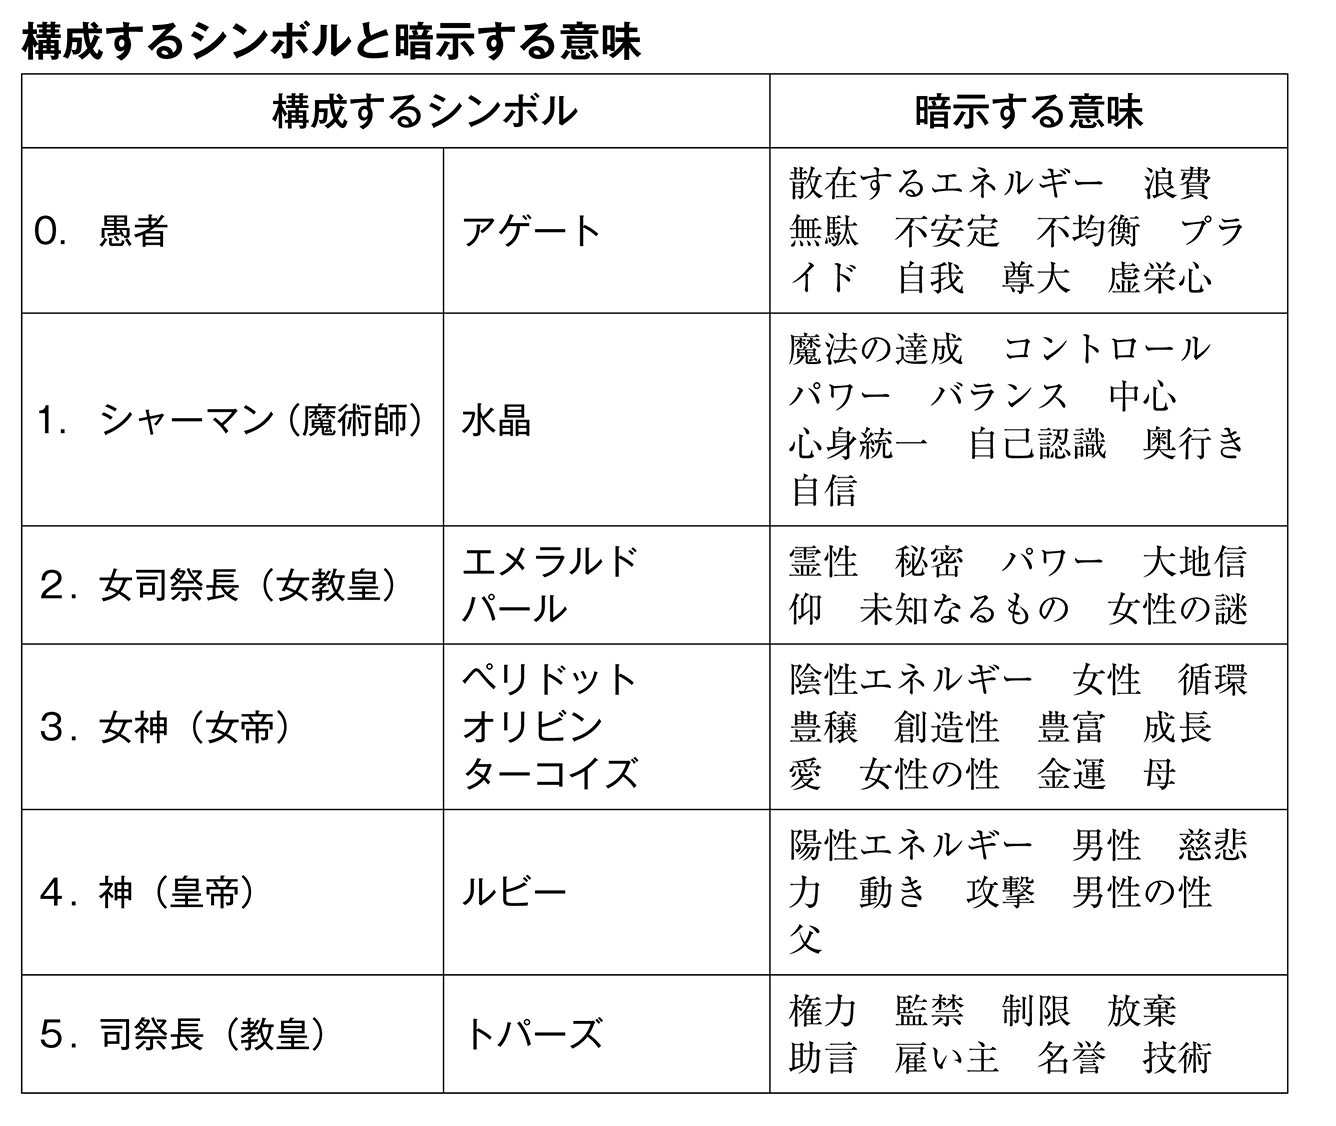 構成するシンボルと暗示する意味
構成するシンボル　暗示する意味
0.　愚者
アゲート
散在するエネルギー　浪費
無駄　不安定　不均衡　プラ
イド　自我　尊大　虚栄心
1.　シャーマン（魔術師）
水晶
魔法の達成　コントロール
パワー　バランス　中心
心身統一　自己認識　奥行き
自信
2．女司祭長（女教皇）
エメラルド
パール
霊性　秘密　パワー　大地信
仰　未知なるもの　女性の謎
3．女神（女帝）
ペリドット
オリビン
ターコイズ
陰性エネルギー　女性　循環
豊穣　創造性　豊富　成長
愛　女性の性　金運　母
4．神（皇帝）
ルビー
陽性エネルギー　男性　慈悲
力　動き　攻撃　男性の性
父
5．司祭長（教皇）
トパーズ
権力　監禁　制限　放棄
助言　雇い主　名誉　技術